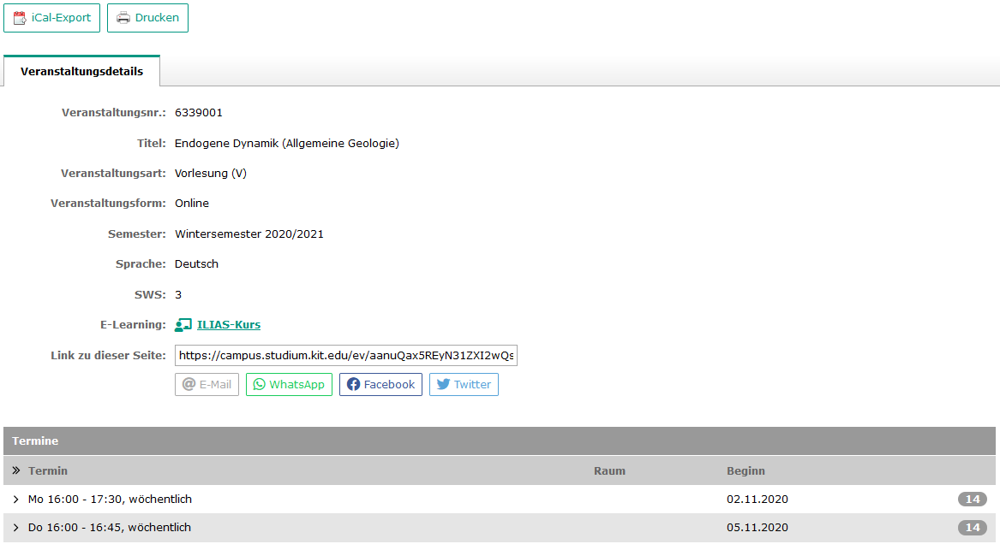 iCal-Export Drucken
Veranstaltungsdetails
Veranstaltungsnr.: 6339001
Titel: Endogene Dynamik (Allgemeine Geologie)
Veranstaltungsart: Vorlesung (V)
Veranstaltungsform: Online
Semester: Wintersemester 2020/2021
Sprache: Deutsch
SWS: 3
E-Learning: ILIAS-Kurs
Link zu dieser Seite: https://campus.studium.kit.edu/ev/aanuQax5REyN31ZXI2wQs
@ E-Mail WhatsApp Facebook Twitter
Termine
Termin Raum Beginn
Mo 16:00 - 17:30, wöchentlich 02.11.2020 14
Do 16:00 - 16:45, wöchentlich 05.11.2020 14